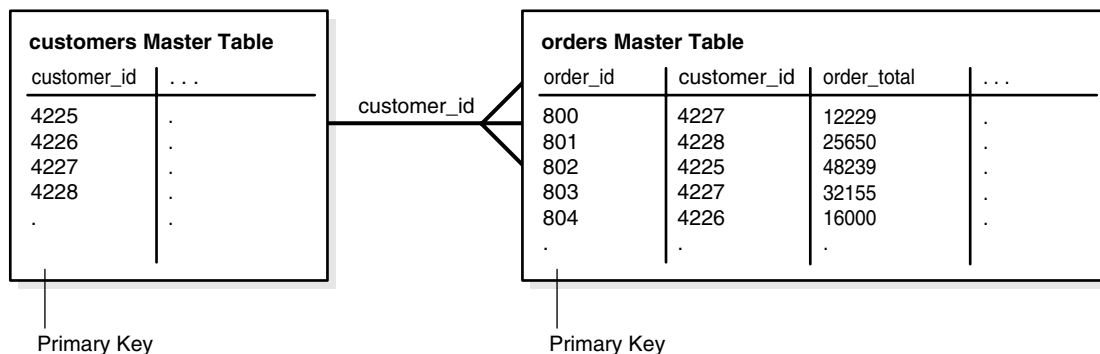 customers Master Table
customer_id ...
4225 .
4226 .
4227 .
4228 .
. .
Primary Key
customer_id
orders Master Table
order_id customer_id order_total ...
800 4227 12229 .
801 4228 25650 .
802 4225 48239 .
803 4227 32155 .
804 4226 16000 .
. . .
Primary Key